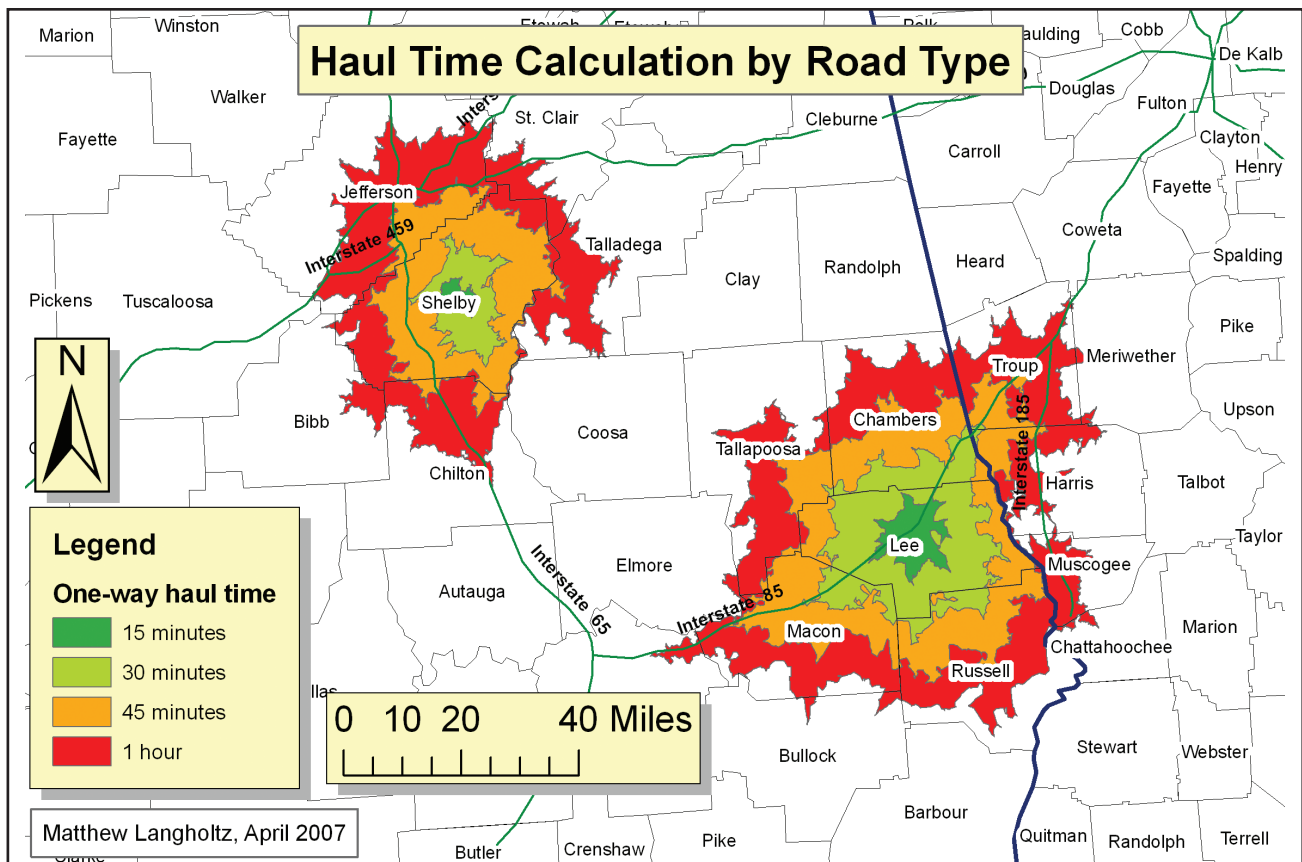 Marion
Winston
Cobb
De Kalb
Haul Time Calculation by Road Type
Walker
Douglas
Fulton
St. Clair
Cleburne
Fayette
Clayton
Carroll
Henry
Jefferson
Fayette
Interstate 459
Coweta
Talladega
Spalding
Clay
Randolph
Heard
Pickens
Tuscaloosa
Shelby
Pike
N
Meriwether
Troup
Bibb
Chambers
Interstate 185
Upson
Coosa
Tallapoosa
Chilton
Harris
Talbot
Taylor
Lee
Elmore
Muscogee
Autauga
Interstate 65
Interstate 85
Macon
Marion
Chattahoochee
Russell
Legend
One-way haul time
15 minutes
30 minutes
45 minutes
1 hour
0 10 20 40 Miles
Bullock
Stewart
Webster
Barbour
Matthew Langholtz, April 2007
Butler
Crenshaw
Pike
Quitman
Randolph
Terrell